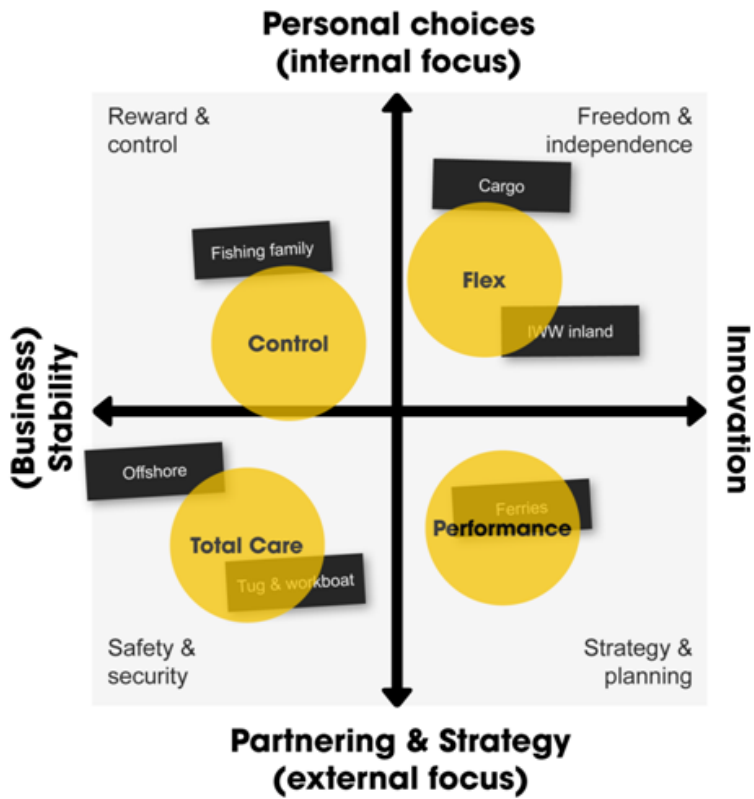 Personal choices
(internal focus)
Reward &
control
Freedom &
independence
Cargo
Fishing family
Flex
IWW inland
Control
(Business)
Stability
Innovation
Offshore
Ferries
Performance
Total Care
Tug & workboat
Safety &
security
Strategy &
planning
Partnering & Strategy
(external focus)